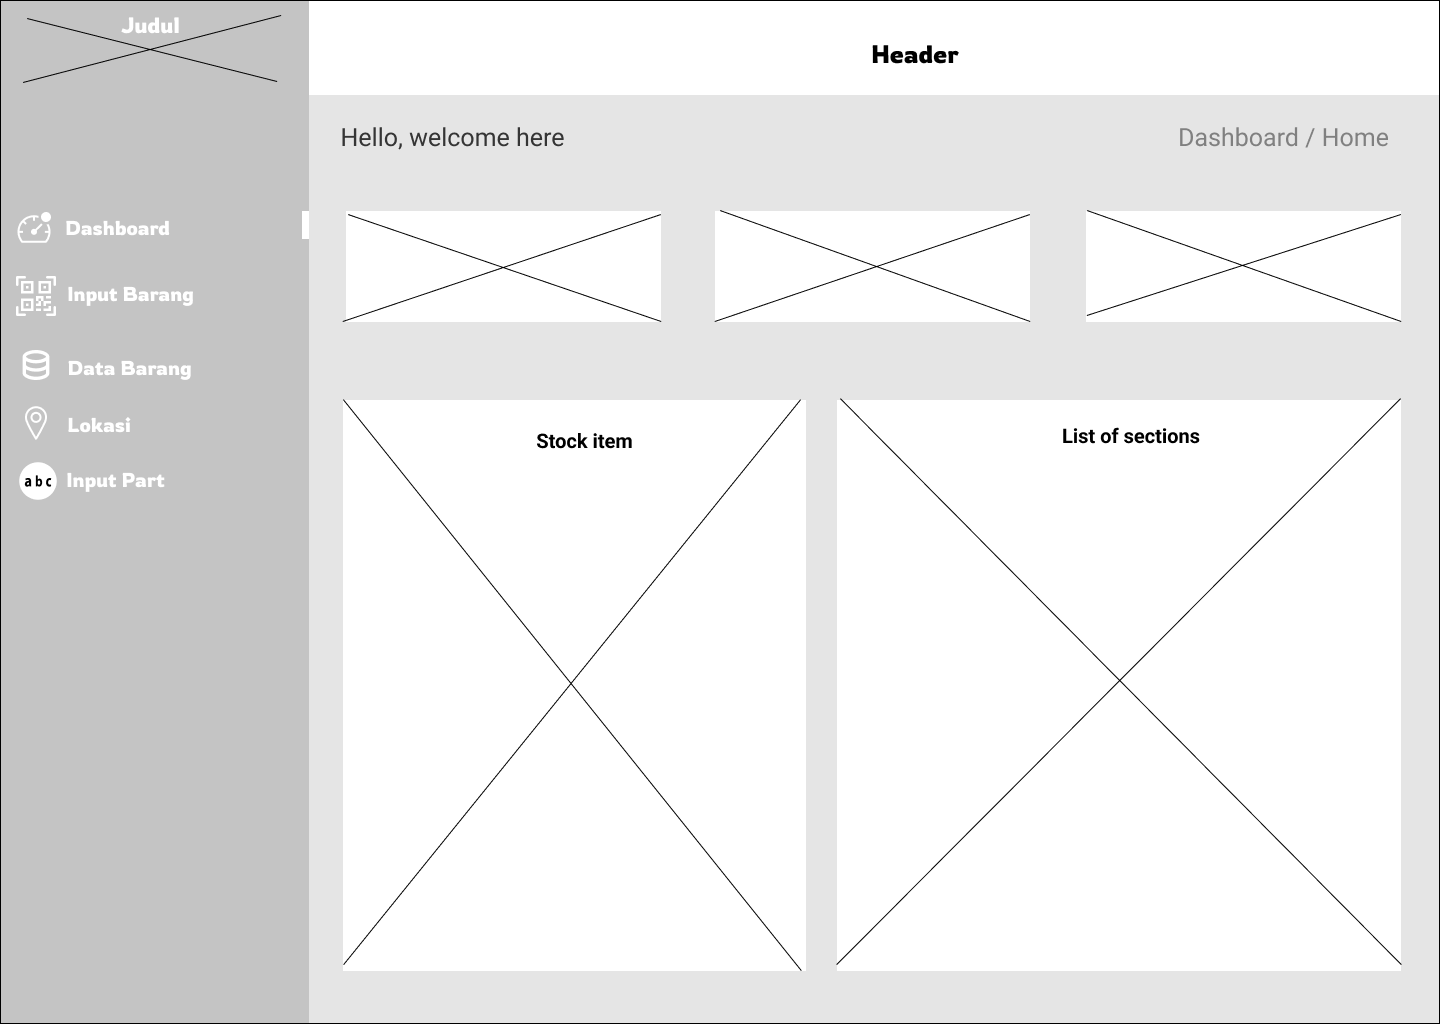 Judul
Header
Hello, welcome here
Dashboard / Home
Dashboard
Input Barang
Data Barang
Lokasi
abc
Input Part
Stock item
List of sections